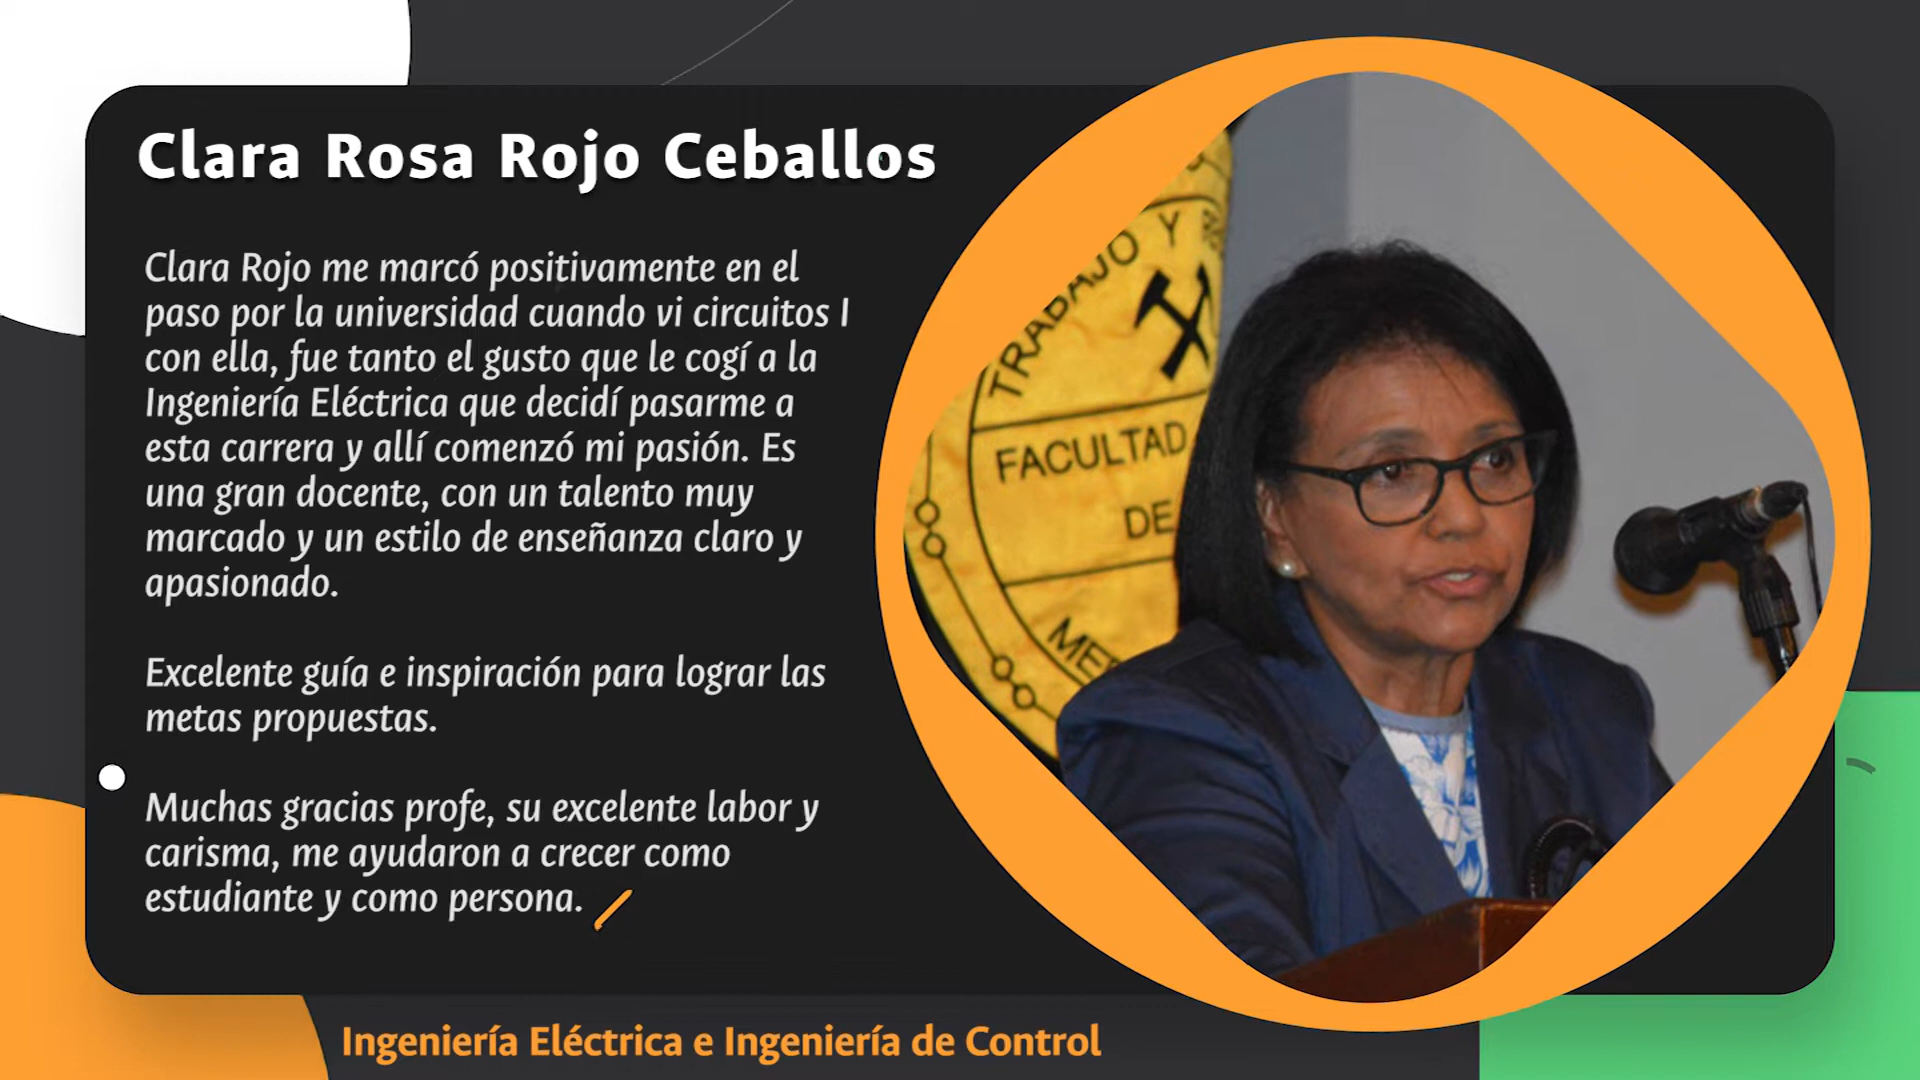 Clara Rosa Rojo Ceballos
Clara Rojo me marcó positivamente en el
paso por la universidad cuando vi circuitos I
con ella, fue tanto el gusto que le cogí a la
Ingeniería Eléctrica que decidí pasarme a
esta carrera y allí comenzó mi pasión. Es
una gran docente, con un talento muy
marcado y un estilo de enseñanza claro y
apasionado.
Excelente guía e inspiración para lograr las
metas propuestas.
Muchas gracias profe, su excelente labor y
carisma, me ayudaron a crecer como
estudiante y como persona.
TRABAJO Y
FACULTAD
DE
Ingeniería Eléctrica e Ingeniería de Control